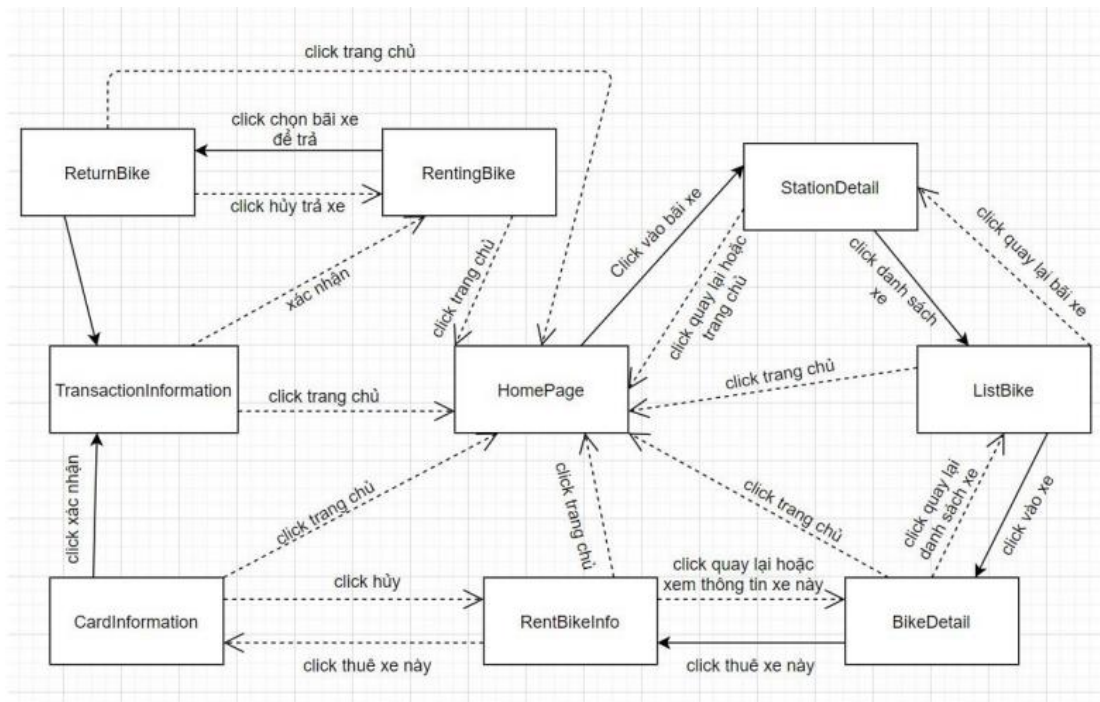 click trang chủ
click chọn bãi xe
để trả
ReturnBike
RentingBike
click hủy trả xe
StationDetail
Click vào bãi xe
click quay lại hoặc
trang chủ
click danh sách
xe
click quay lại bãi xe
xác nhận
click trang chủ
TransactionInformation
click trang chủ
HomePage
click trang chủ
ListBike
click xác nhận
click trang chủ
click trang chủ
click trang chủ
click quay lại
danh sách xe
click vào xe
CardInformation
click hủy
RentBikeInfo
click quay lại hoặc
xem thông tin xe này
BikeDetail
click thuê xe này
click thuê xe này